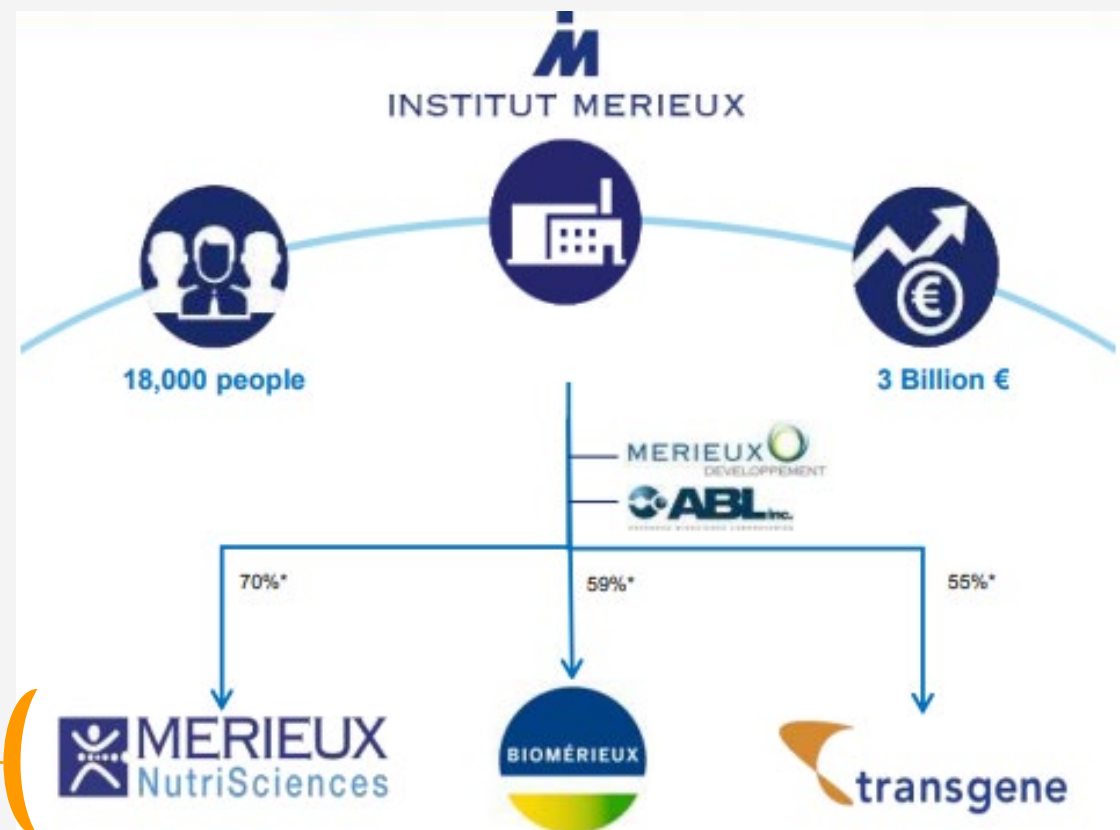 INSTITUT MERIEUX
€
18,000 people
3 Billion €
MERIEUX
DEVELOPPEMENT
ABL inc.
70%*
59%*
55%*
MERIEUX
NutriSciences
BIOMÉRIEUX
transgene